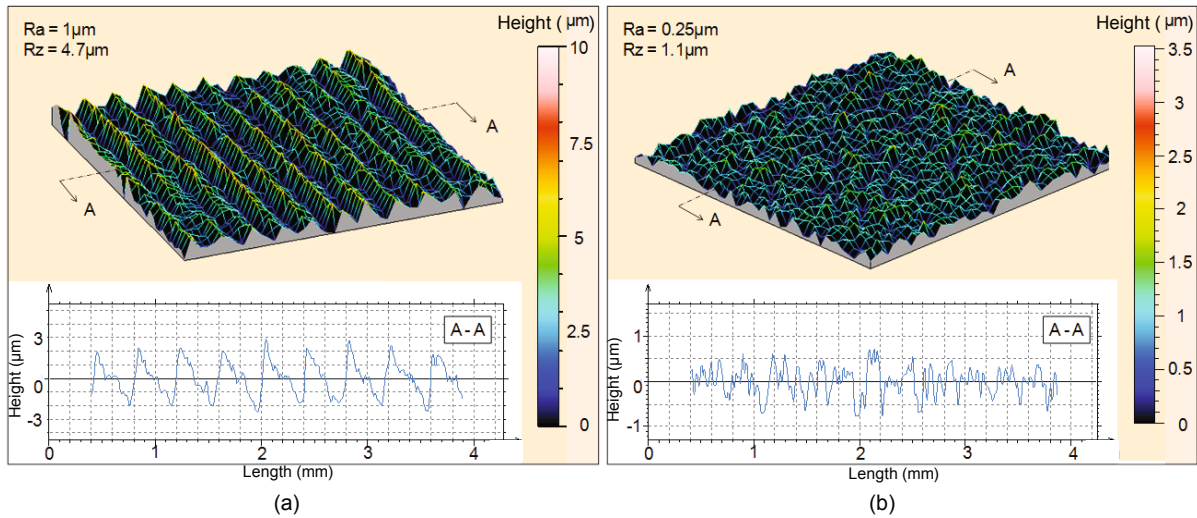 Ra = 1µm
Rz = 4.7µm
Height ( µm)
10
7.5
5
2.5
0
A
A
A - A
Height (µm)
3
0
-3
0
1
2
3
4
Length (mm)
(a)
Ra = 0.25µm
Rz = 1.1µm
Height ( µm)
3.5
3
2.5
2
1.5
1
0.5
0
A
A
A - A
Height (µm)
1
0
-1
0
1
2
3
4
Length (mm)
(b)